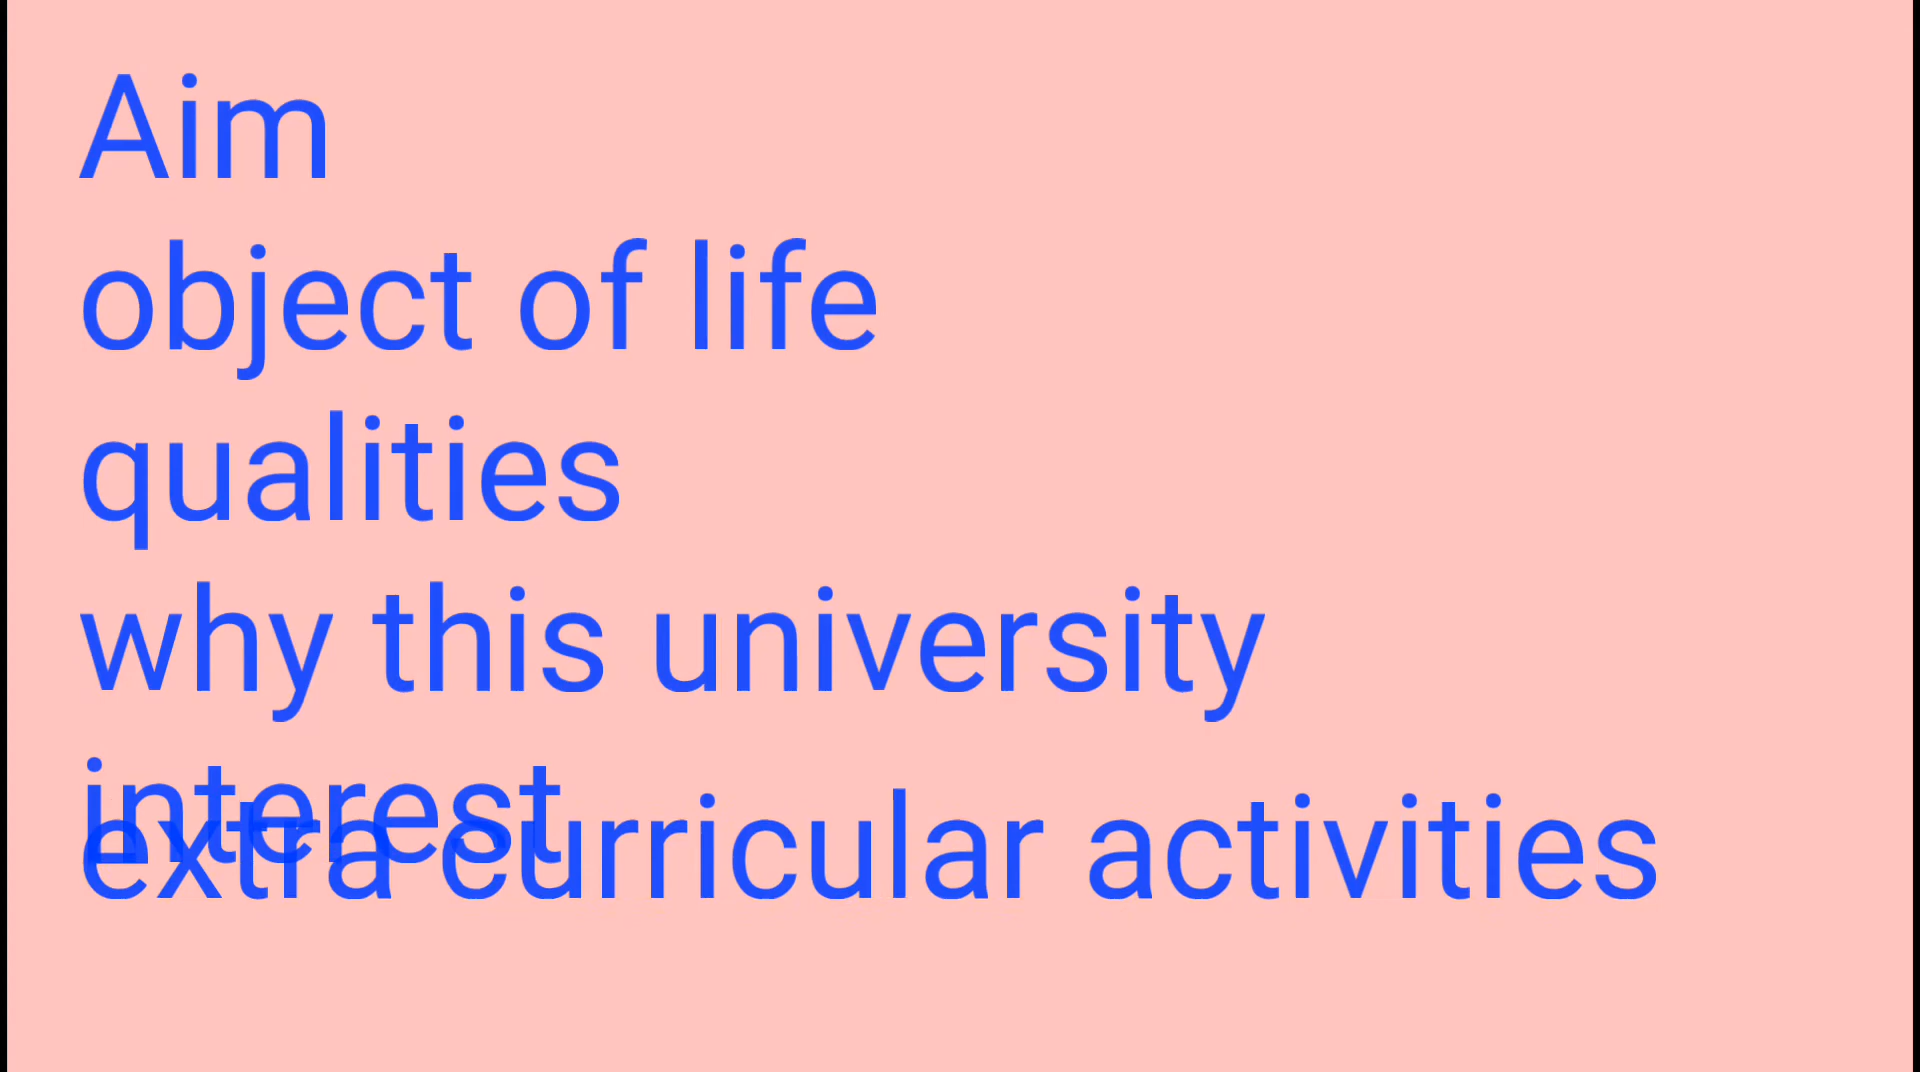 Aim
object of life
qualities
why this university
interest
extra curricular activities